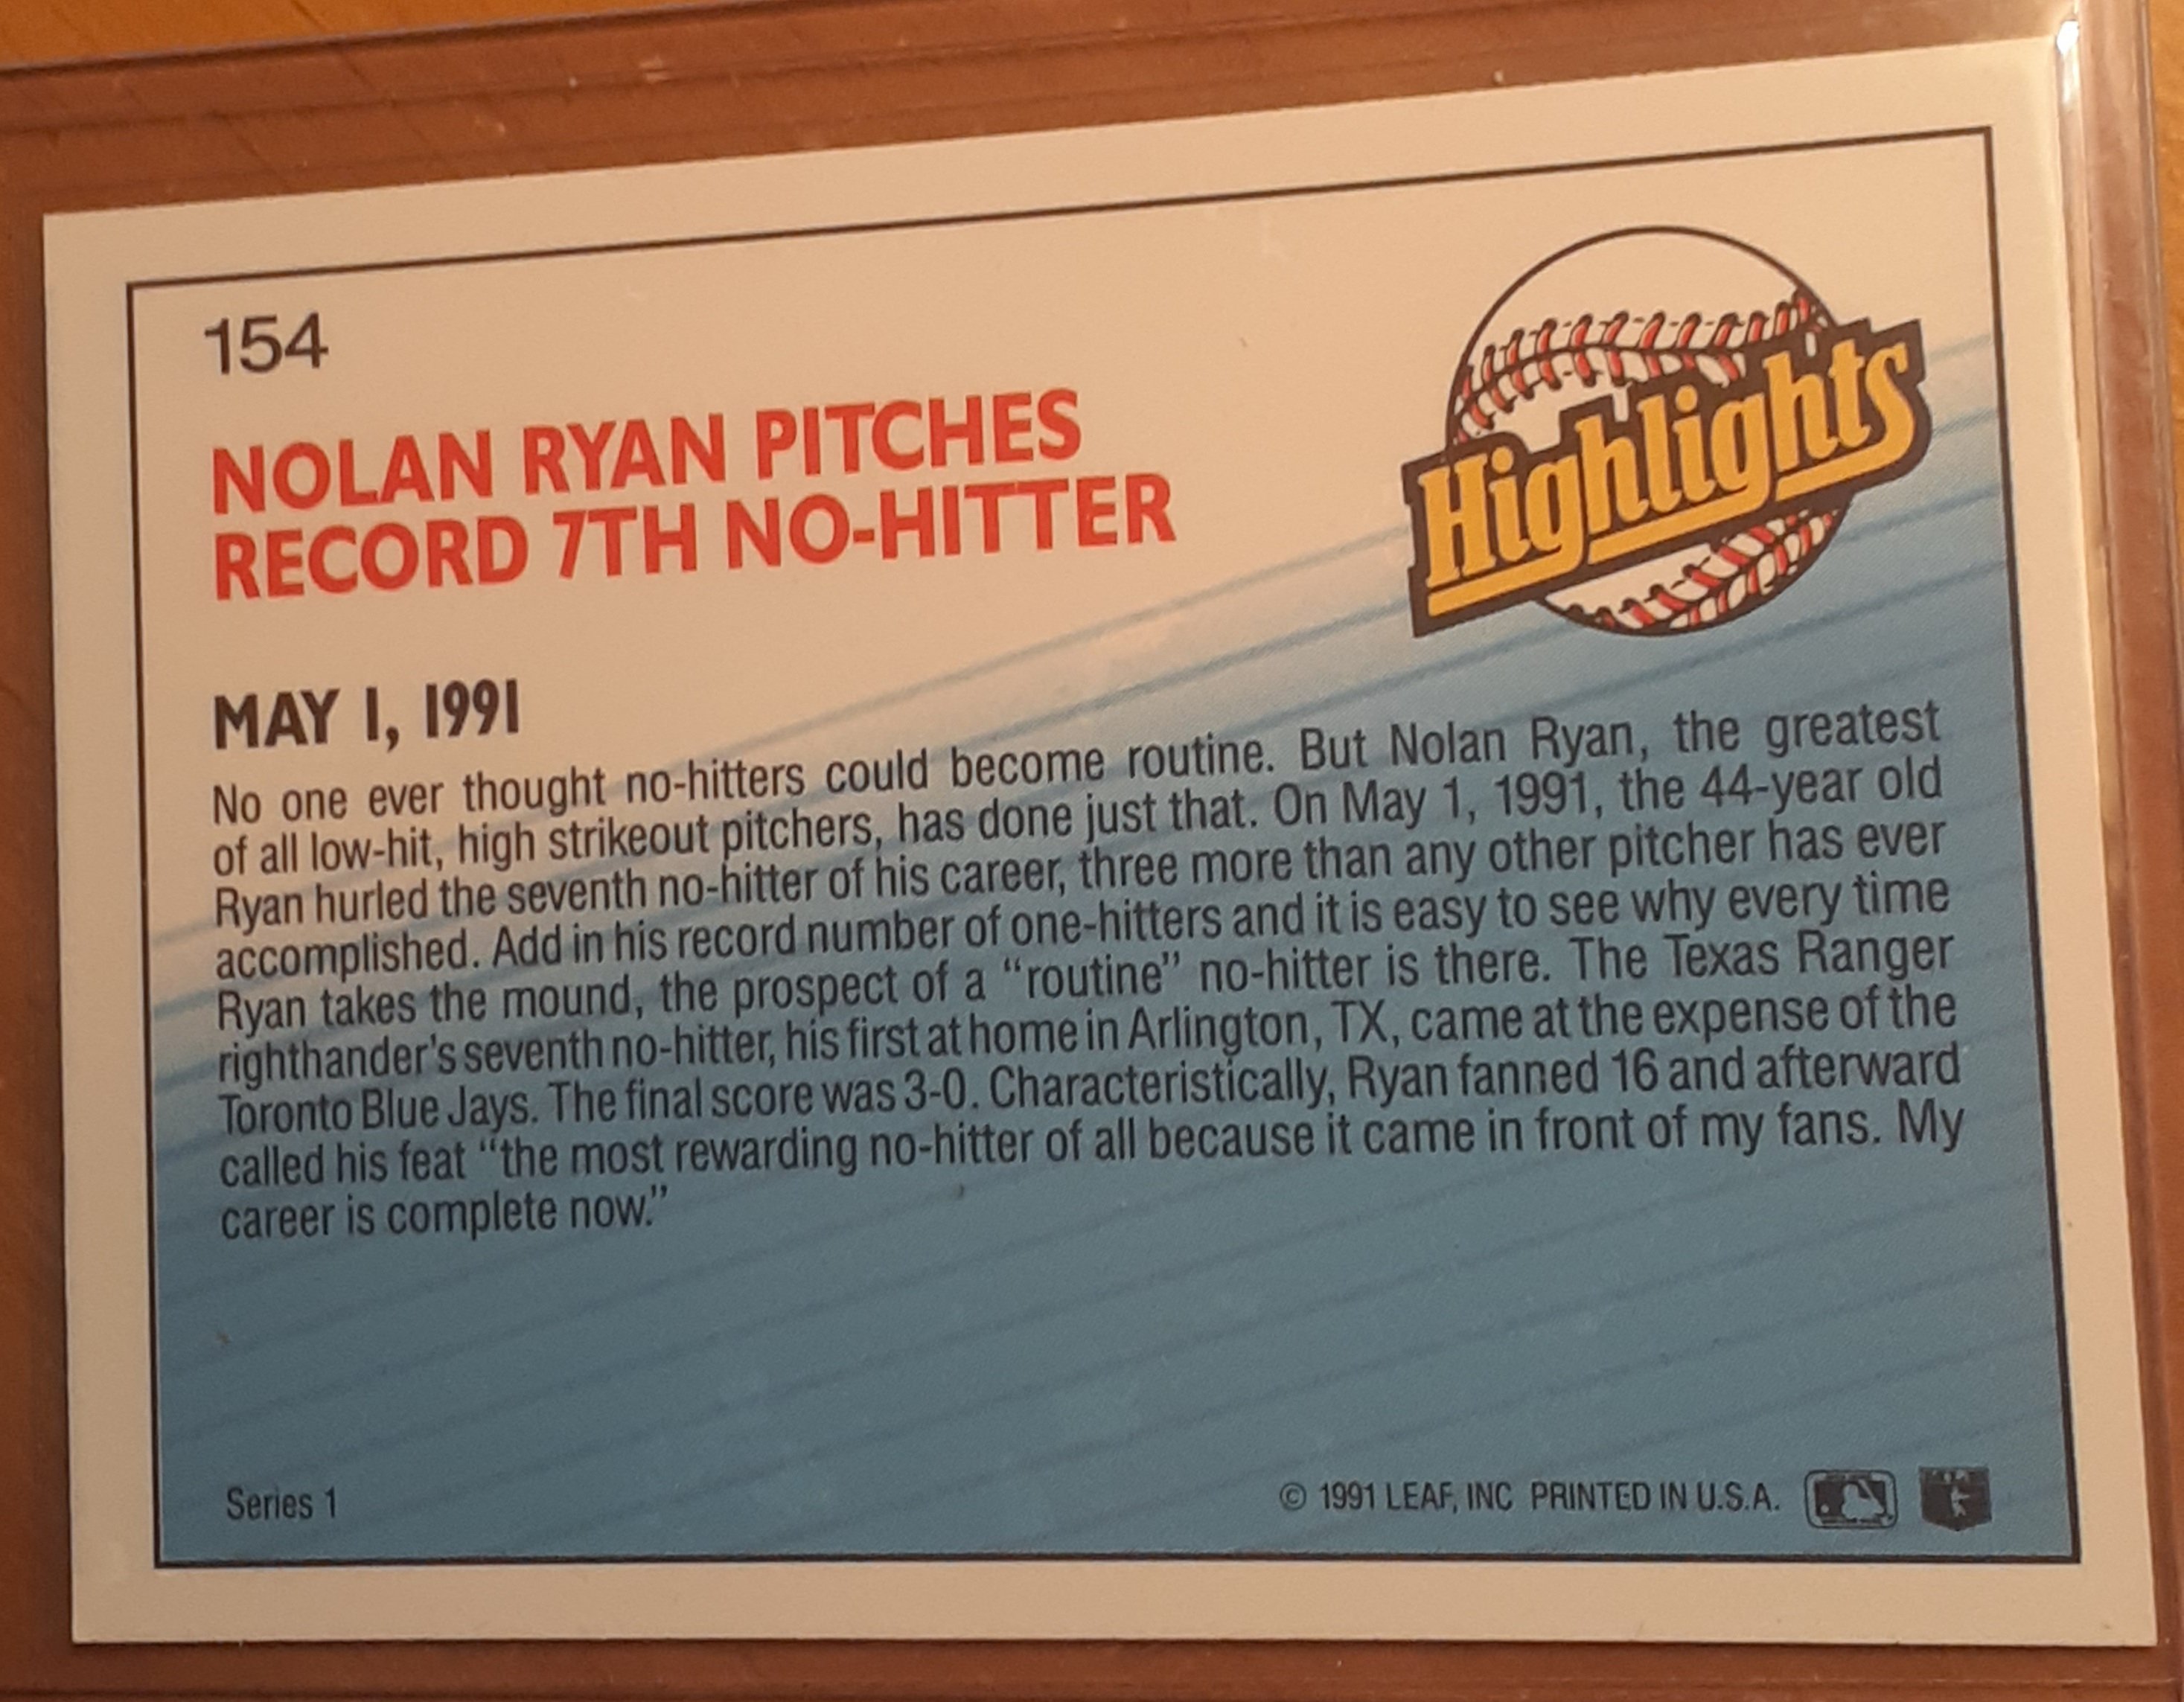 154
NOLAN RYAN PITCHES
RECORD 7TH NO-HITTER
Highlights
MAY 1, 1991
No one ever thought no-hitters could become routine. But Nolan Ryan, the greatest
of all low-hit, high strikeout pitchers, has done just that. On May 1, 1991, the 44-year old
Ryan hurled the seventh no-hitter of his career, three more than any other pitcher has ever
accomplished. Add in his record number of one-hitters and it is easy to see why every time
Ryan takes the mound, the prospect of a “routine” no-hitter is there. The Texas Ranger
righthander's seventh no-hitter, his first at home in Arlington, TX, came at the expense of the
Toronto Blue Jays. The final score was 3-0. Characteristically, Ryan fanned 16 and afterward
called his feat “the most rewarding no-hitter of all because it came in front of my fans. My
career is complete now.”
Series 1
© 1991 LEAF, INC PRINTED IN U.S.A.